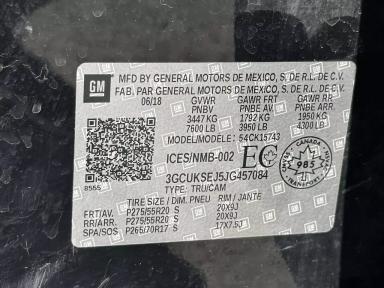 GM
MFD BY GENERAL MOTORS DE MEXICO, S. DE R.L. DE C.V.
FAB. PAR GENERAL MOTORS DE MEXICO, S. DE R.L. DE C.V.
06/18 GVWR GAWR FRT GAWR RR
PNBV PNBE AV PNBE AR
3447 KG 1792 KG 1950 KG
7600 LB 3950 LB 4300 LB
MODEL/MODELE: 54CK15743
ICES/NMB-002 EC 985
3GCUKSEJ5JG457084
8565 TYPE: TRU/CAM
TIRE SIZE / DIM. PNEU RIM / JANTE
FRT/AV. P275/55R20 S 20X9J
RR/ARR. P275/55R20 S 20X9J
SPA/SOS P265/70R17 S 17X7.5J